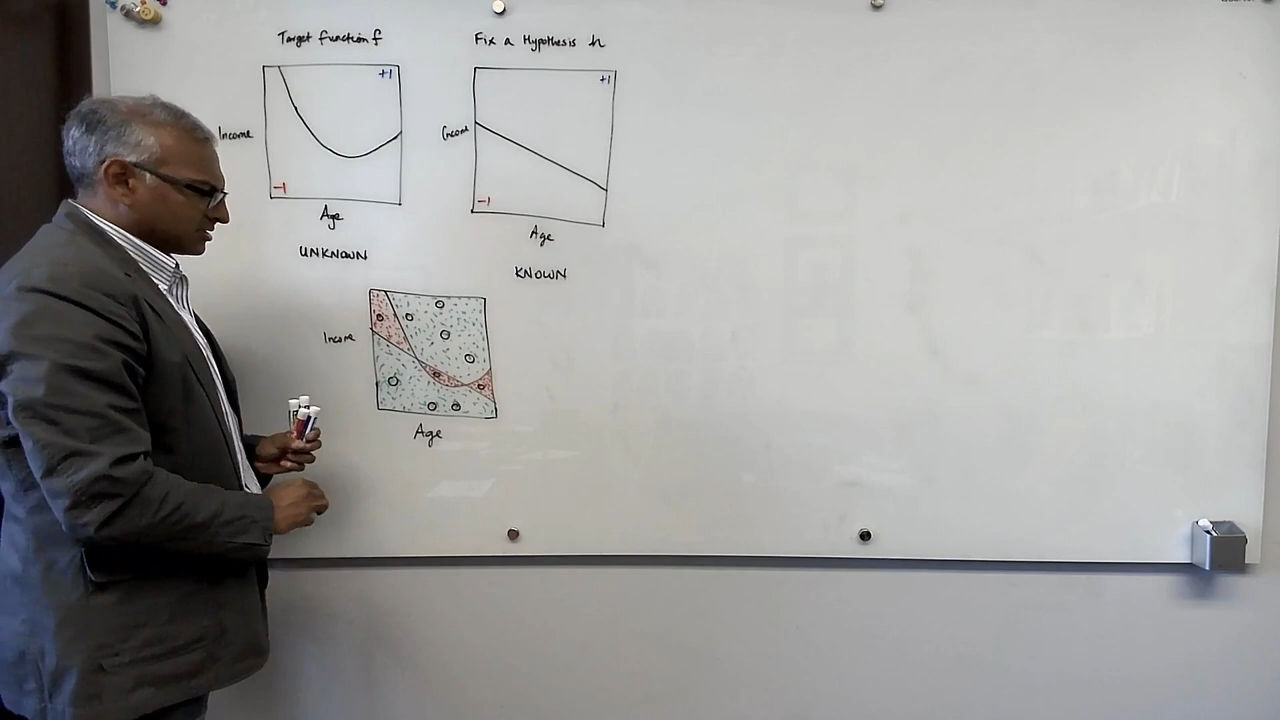 Target function f
+1
Income
-1
Age
UNKNOWN
Fix a Hypothesis h
+1
Income
-1
Age
KNOWN
Income
Age